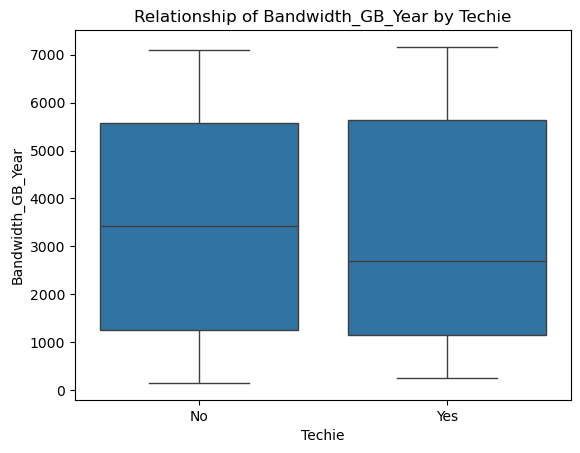 Relationship of Bandwidth_GB_Year by Techie
7000
6000
5000
4000
3000
2000
1000
0
Bandwidth_GB_Year
No
Yes
Techie